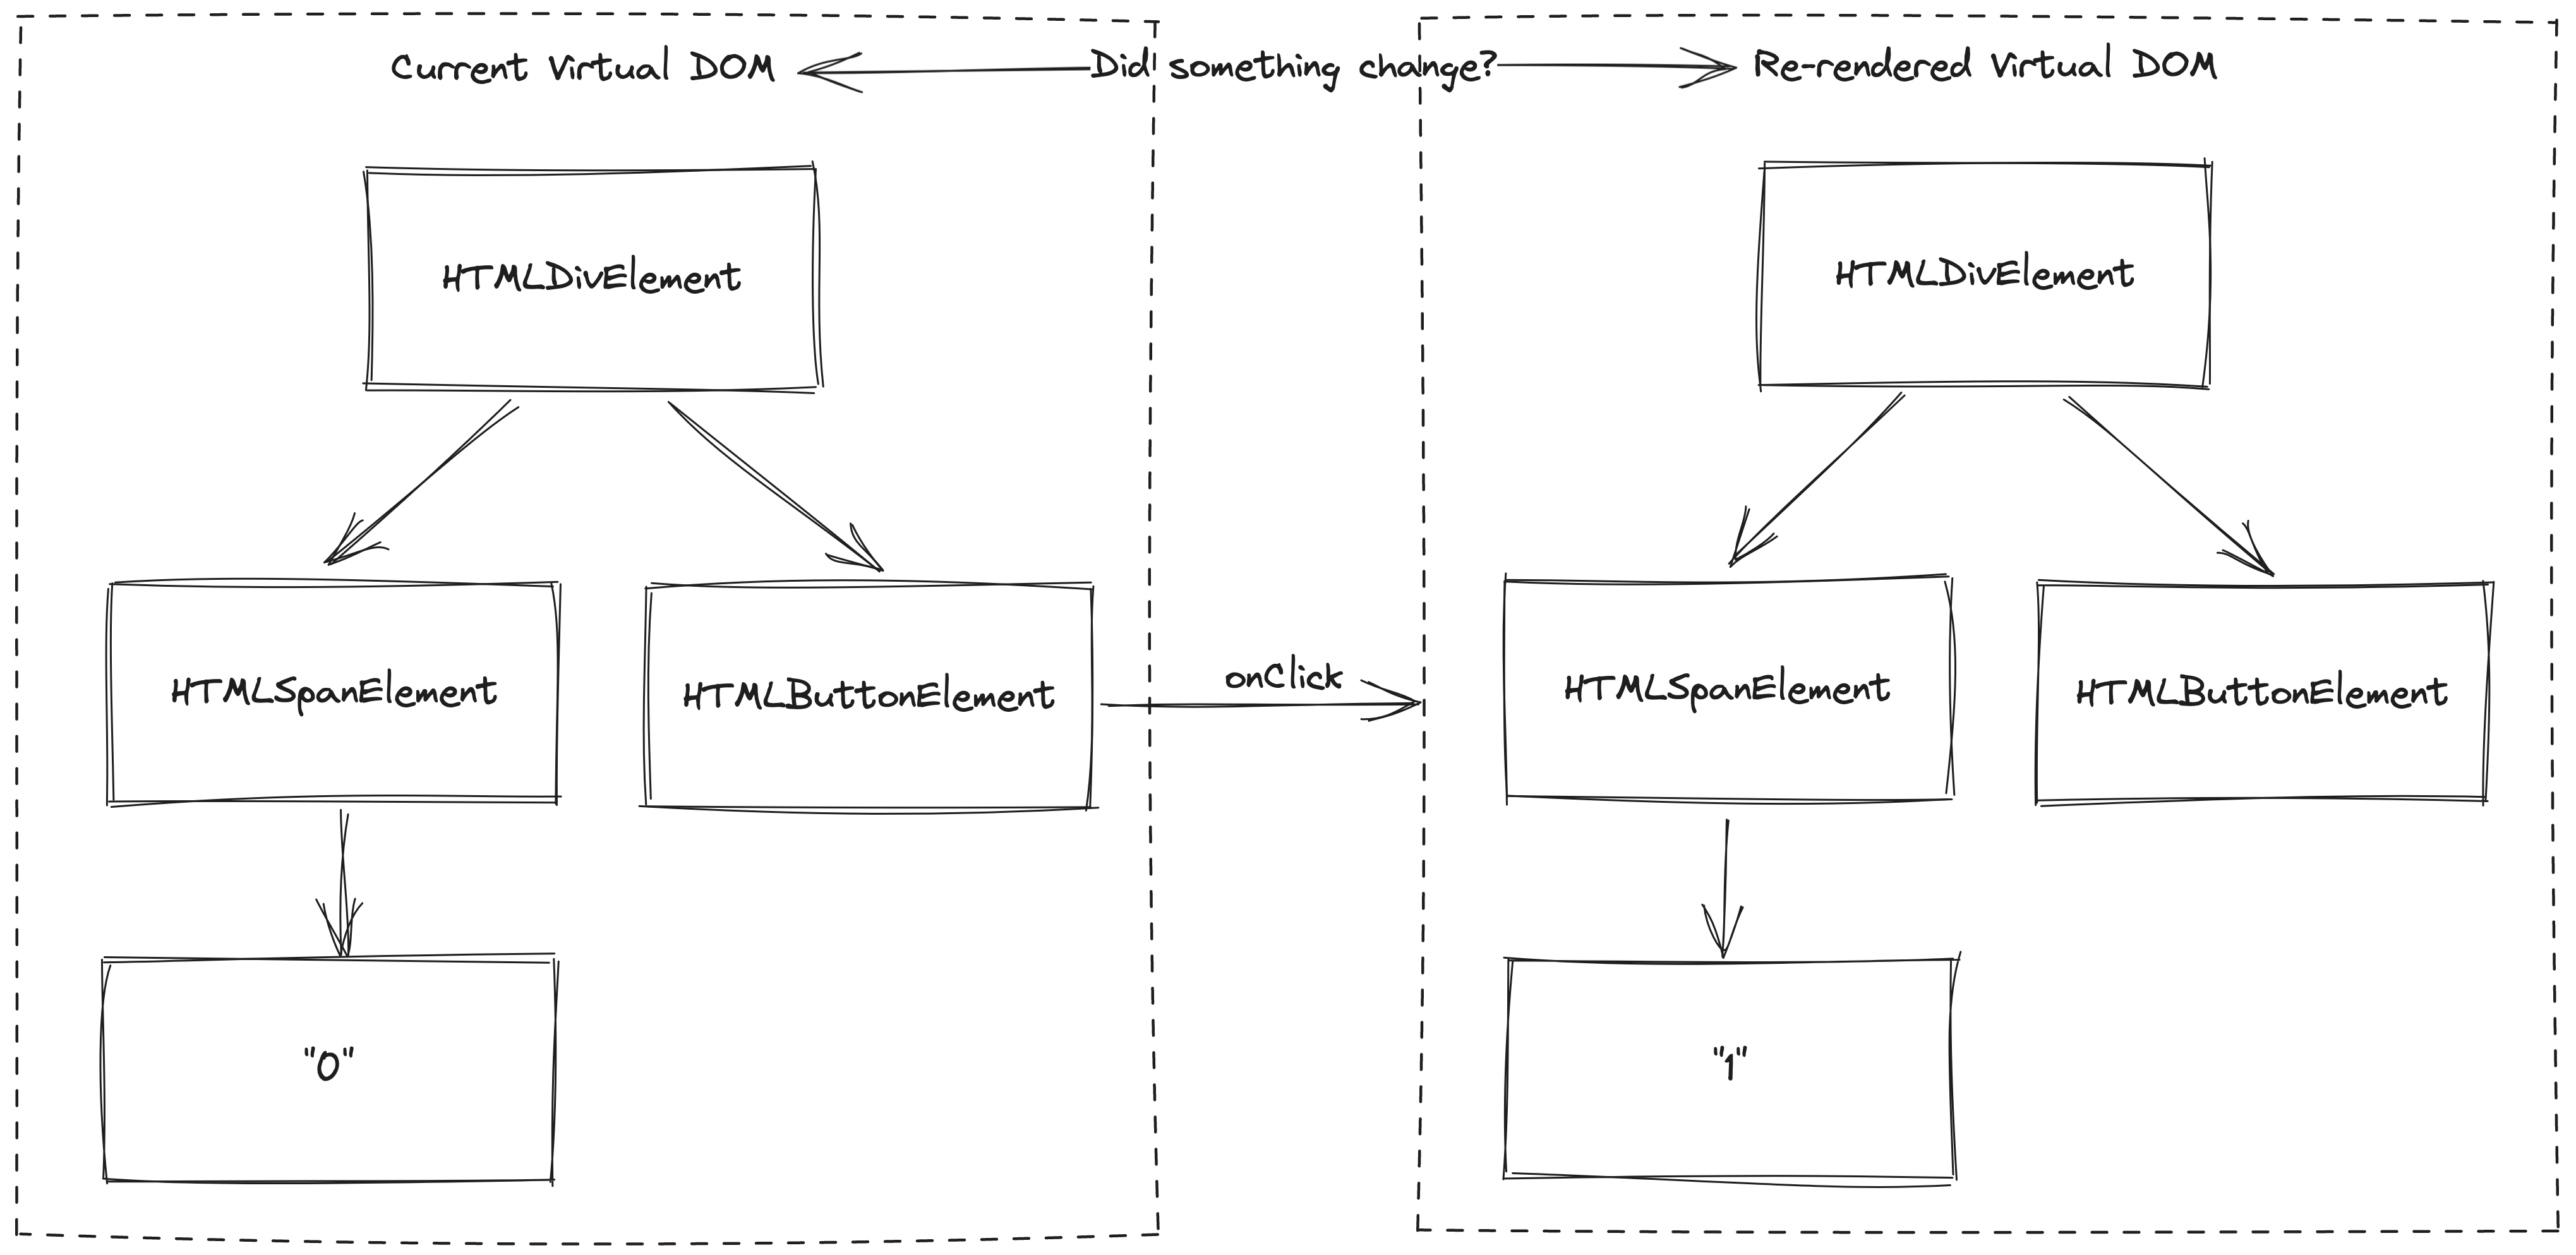 Current Virtual DOM
Did something change?
Re-rendered Virtual DOM
HTMLDivElement
HTMLDivElement
HTMLSpanElement
HTMLButtonElement
onClick
HTMLSpanElement
HTMLButtonElement
"0"
"1"